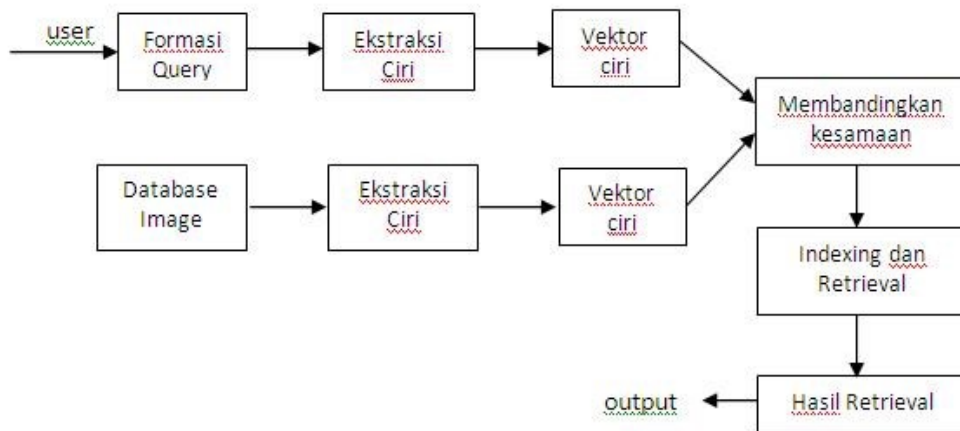 user
Formasi
Query
Ekstraksi
Ciri
Vektor
ciri
Membandingkan
kesamaan
Database
Image
Ekstraksi
Ciri
Vektor
ciri
Indexing dan
Retrieval
Hasil Retrieval
output